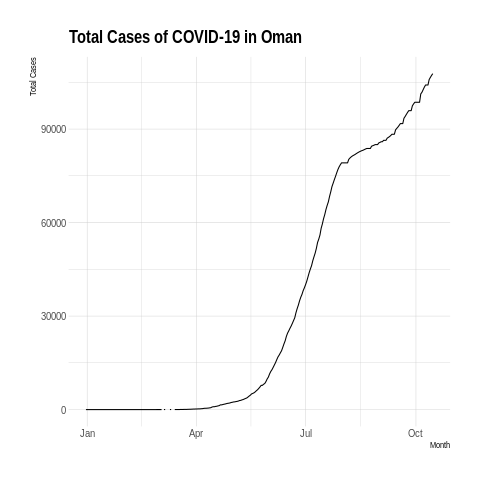 Total Cases of COVID-19 in Oman
Total Cases
90000
60000
30000
0
Jan Apr Jul Oct
Month